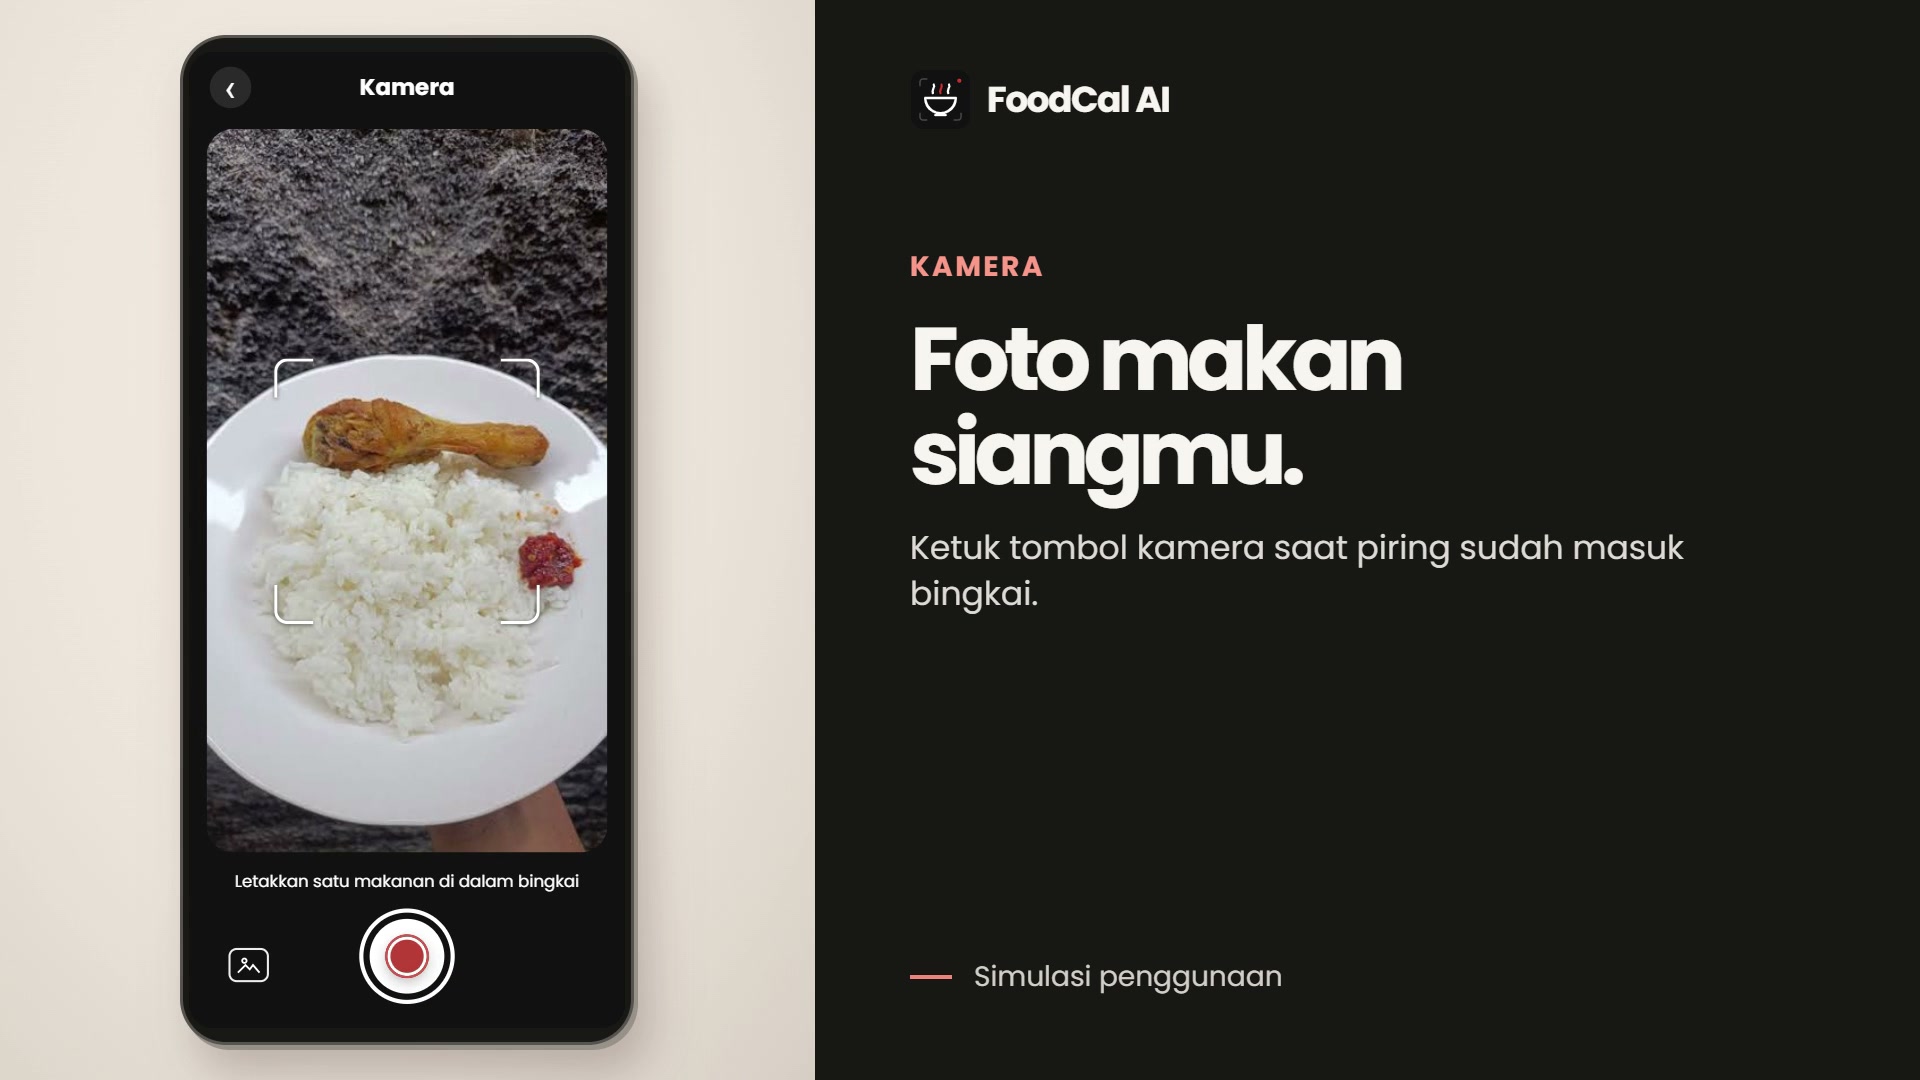 Kamera
Letakkan satu makanan di dalam bingkai
FoodCal AI
KAMERA
Foto makan
siangmu.
Ketuk tombol kamera saat piring sudah masuk
bingkai.
Simulasi penggunaan